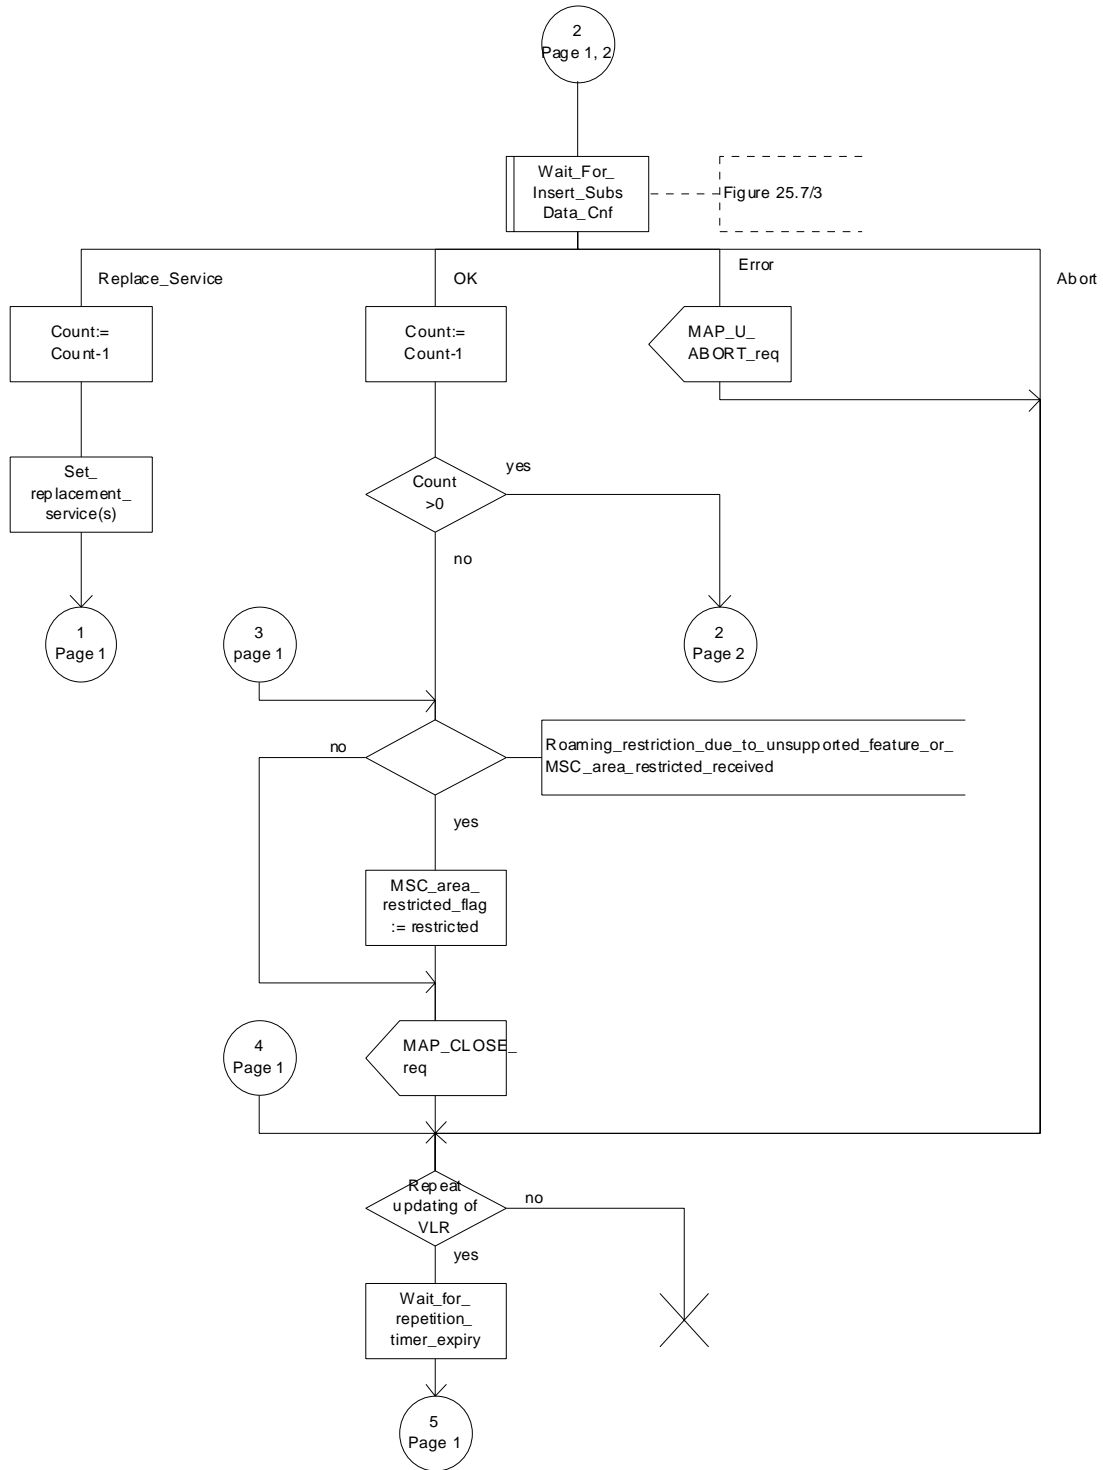 2
Page 1, 2
Wait_For_
Insert_Subs
Data_Cnf
Figure 25.7/3
Replace_Service
OK
Error
Abort
Count:=
Count-1
Count:=
Count-1
MAP_U_
ABORT_req
Set_
replacement_
service(s)
Count
>0
yes
no
1
Page 1
3
page 1
2
Page 2
no
Roaming_restriction_due_to_unsupported_feature_or_
MSC_area_restricted_received
yes
MSC_area_
restricted_flag
:= restricted
4
Page 1
MAP_CLOSE_
req
Repeat
updating of
VLR
no
yes
Wait_for_
repetition_
timer_expiry
5
Page 1